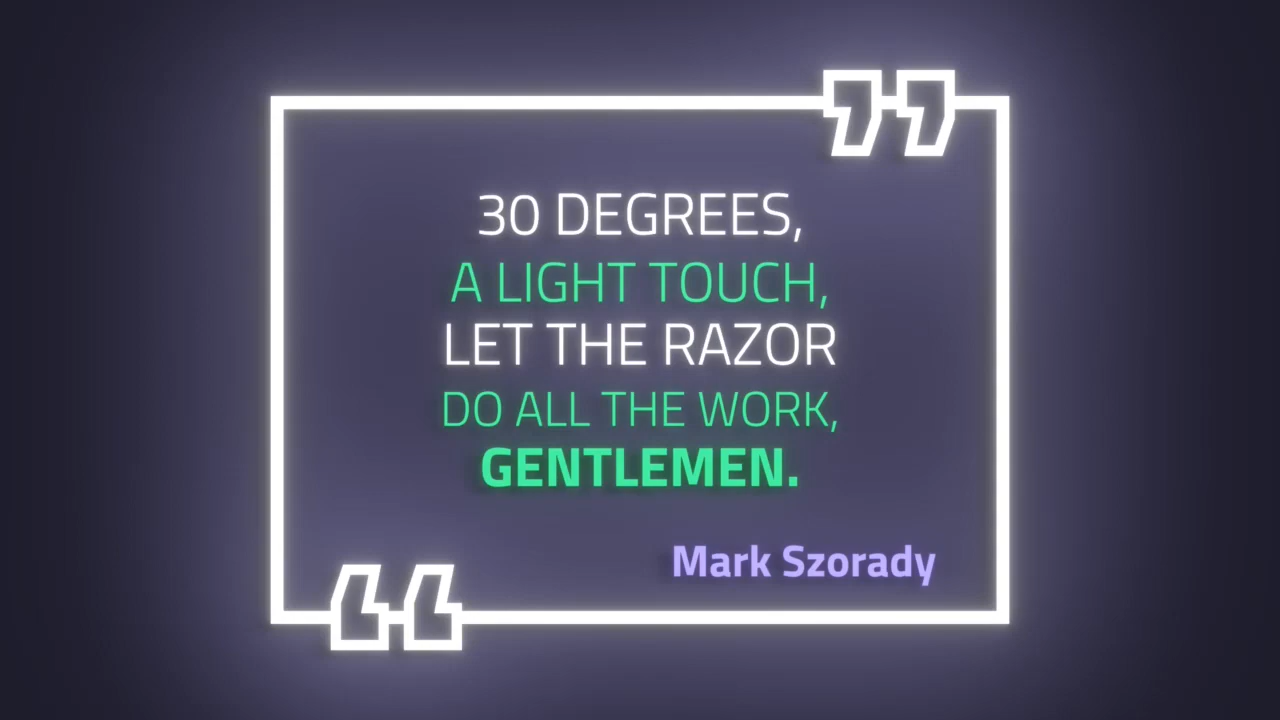 30 DEGREES,
A LIGHT TOUCH,
LET THE RAZOR
DO ALL THE WORK,
GENTLEMEN.
Mark Szorady